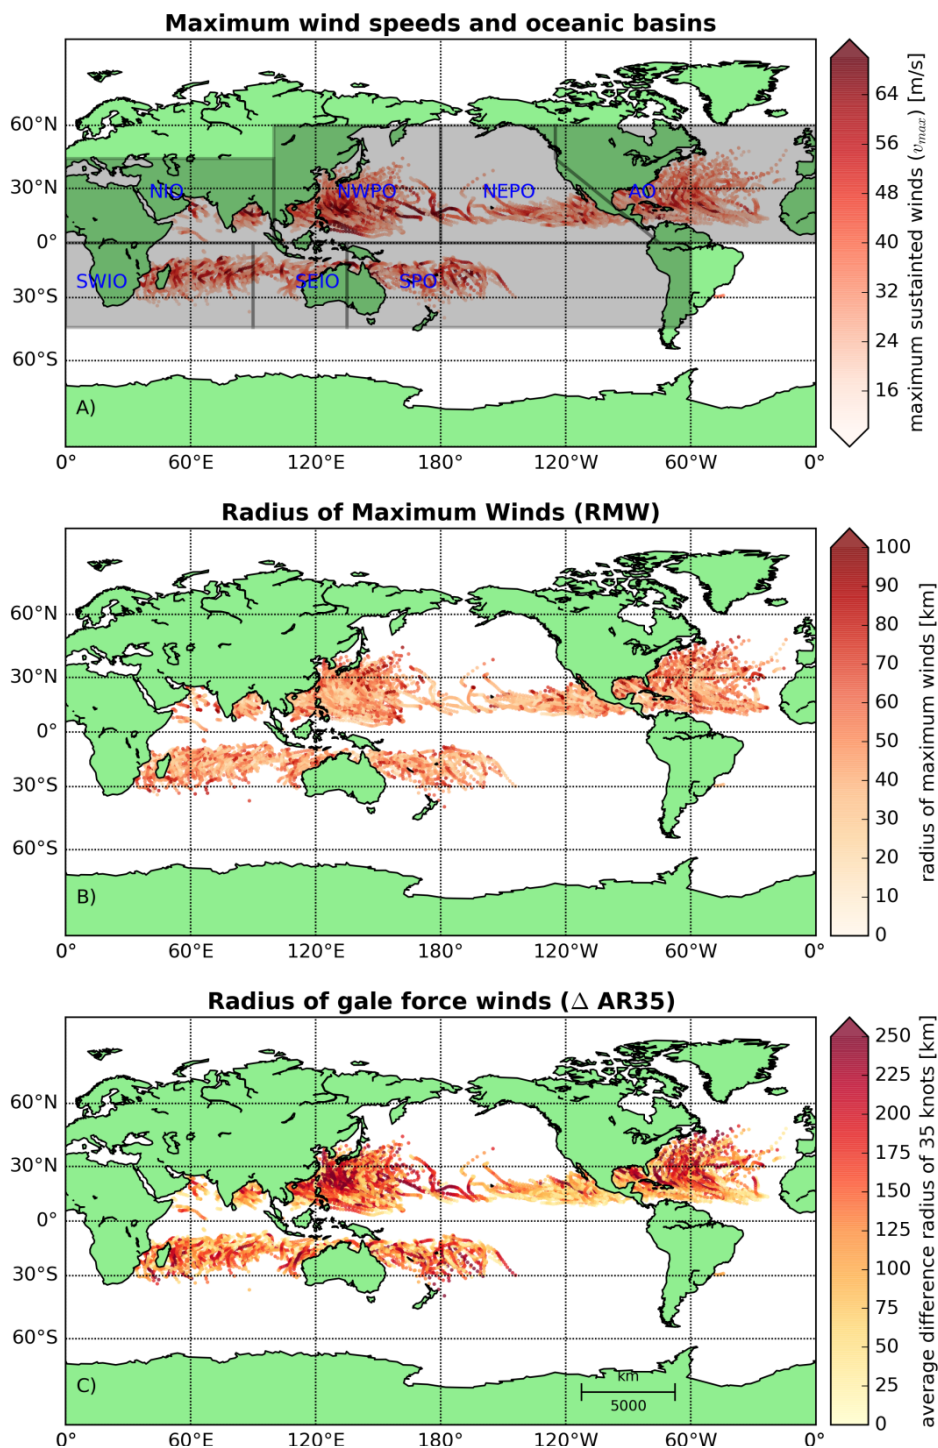 Maximum wind speeds and oceanic basins
60°N
30°N
0°
30°S
60°S
NIO
NWPO
NEPO
AO
SWIO
SEIO
SPO
A)
0°
60°E
120°E
180°
120°W
60°W
0°
64
56
48
40
32
24
16
maximum sustainted winds (vmax) [m/s]
Radius of Maximum Winds (RMW)
60°N
30°N
0°
30°S
60°S
B)
0°
60°E
120°E
180°
120°W
60°W
0°
100
90
80
70
60
50
40
30
20
10
0
radius of maximum winds [km]
Radius of gale force winds (Δ AR35)
60°N
30°N
0°
30°S
60°S
C)
km
5000
0°
60°E
120°E
180°
120°W
60°W
0°
250
225
200
175
150
125
100
75
50
25
0
average difference radius of 35 knots [km]